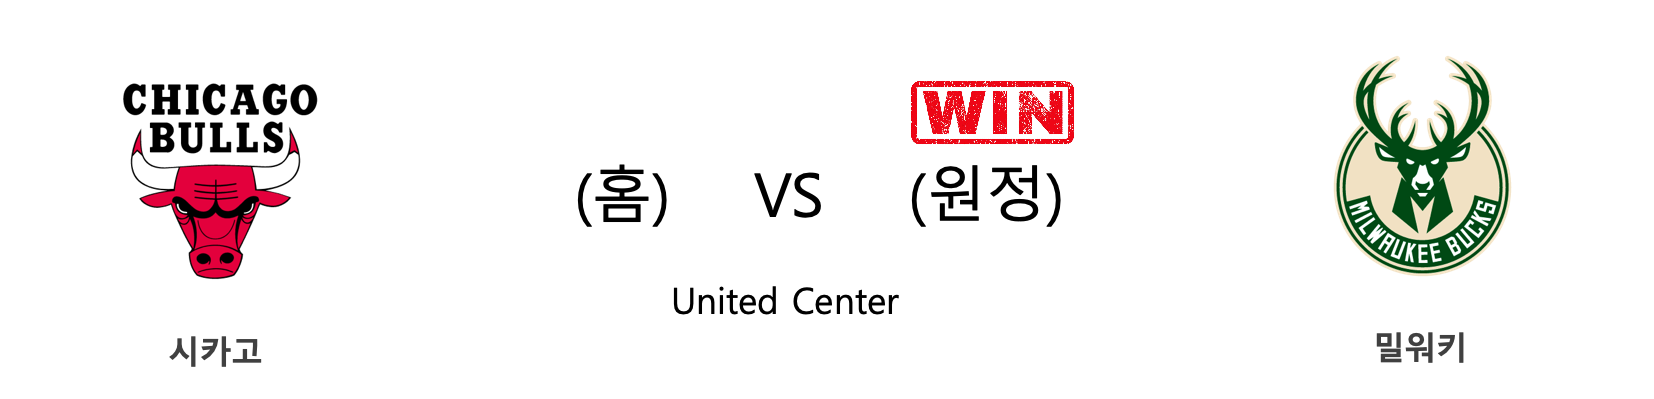 CHICAGO
BULLS
시카고
WIN
(홈) VS (원정)
United Center
MILWAUKEE BUCKS
밀워키